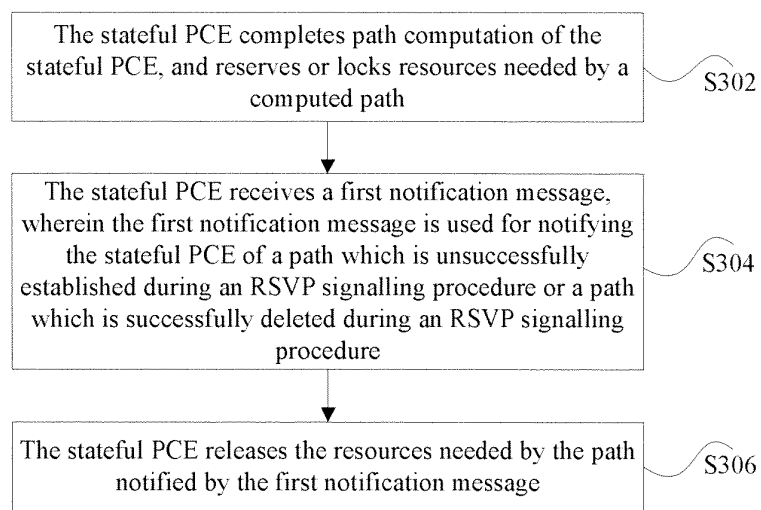 The stateful PCE completes path computation of the
stateful PCE, and reserves or locks resources needed by a
computed path
S302
The stateful PCE receives a first notification message,
wherein the first notification message is used for notifying
the stateful PCE of a path which is unsuccessfully
established during an RSVP signalling procedure or a path
which is successfully deleted during an RSVP signalling
procedure
S304
The stateful PCE releases the resources needed by the path
notified by the first notification message
S306